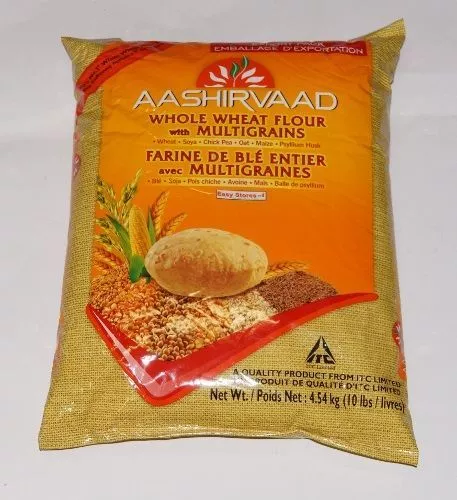 EMBALLAGE D'EXPORTATION
AASHIRVAAD
WHOLE WHEAT FLOUR
with MULTIGRAINS
• Wheat • Soya • Chick Pea • Oat • Maize • Psyllium Husk
FARINE DE BLÉ ENTIER
avec MULTIGRAINES
• Blé • Soja • Pois chiche • Avoine • Maïs • Balle de psyllium
Easy Stores
ITC
ITC Limited
A QUALITY PRODUCT FROM ITC LIMITED
PRODUIT DE QUALITÉ D'ITC LIMITED
Net Wt. / Poids Net : 4.54 kg (10 lbs / livres)